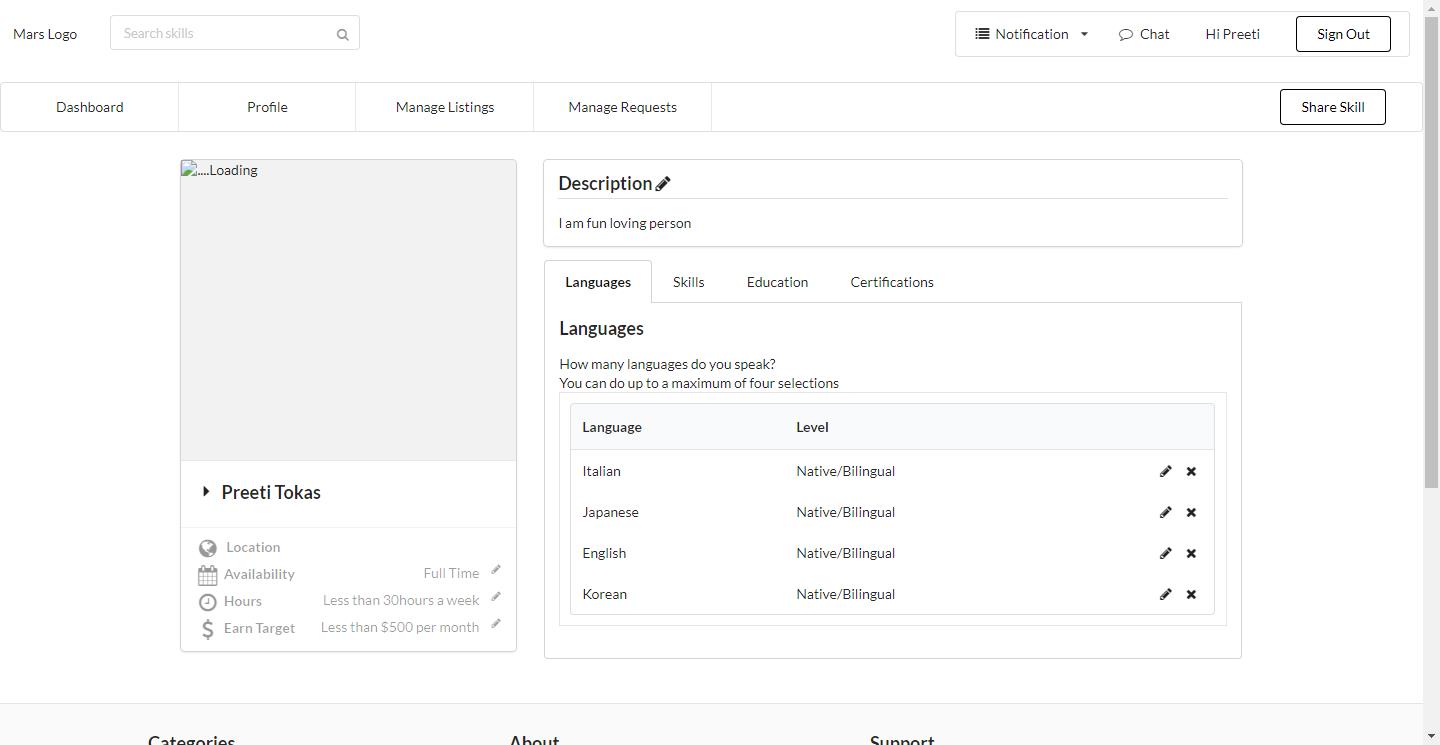 Mars Logo
Search skills
Notification
Chat
Hi Preeti
Sign Out
Dashboard
Profile
Manage Listings
Manage Requests
Share Skill
....Loading
Preeti Tokas
Location
Availability Full Time
Hours Less than 30hours a week
Earn Target Less than $500 per month
Description
I am fun loving person
Languages Skills Education Certifications
Languages
How many languages do you speak?
You can do up to a maximum of four selections
Language Level
Italian Native/Bilingual
Japanese Native/Bilingual
English Native/Bilingual
Korean Native/Bilingual
Categories About Support